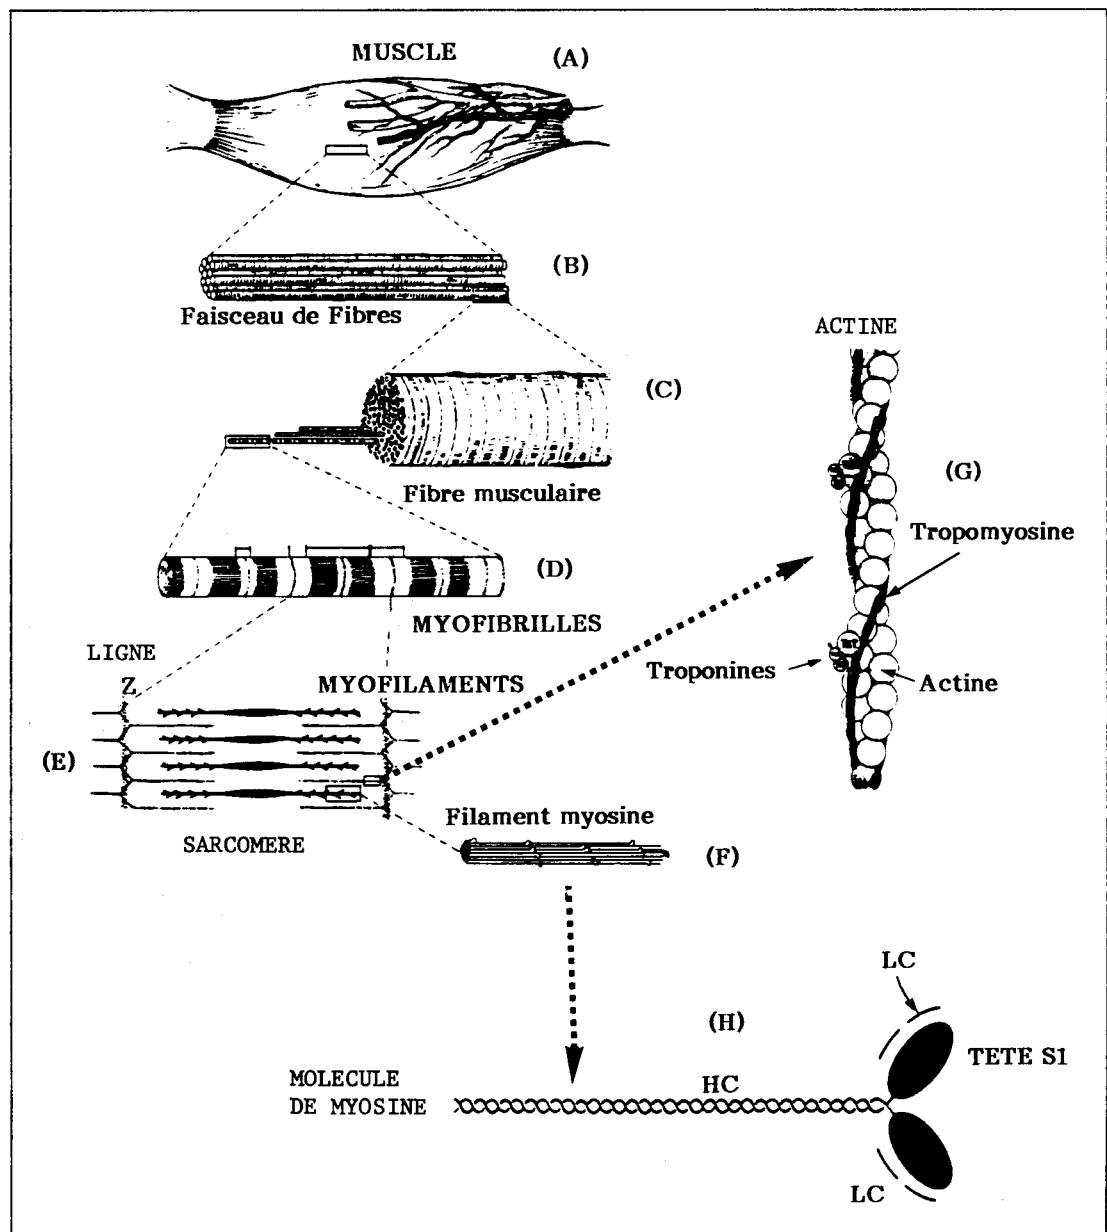 MUSCLE
(A)
(B)
Faisceau de Fibres
ACTINE
(C)
Fibre musculaire
(G)
Tropomyosine
(D)
MYOFIBRILLES
LIGNE
Z
MYOFILAMENTS
Troponines
Actine
(E)
SARCOMERE
Filament myosine
(F)
LC
(H)
TETE S1
HC
MOLECULE
DE MYOSINE
LC